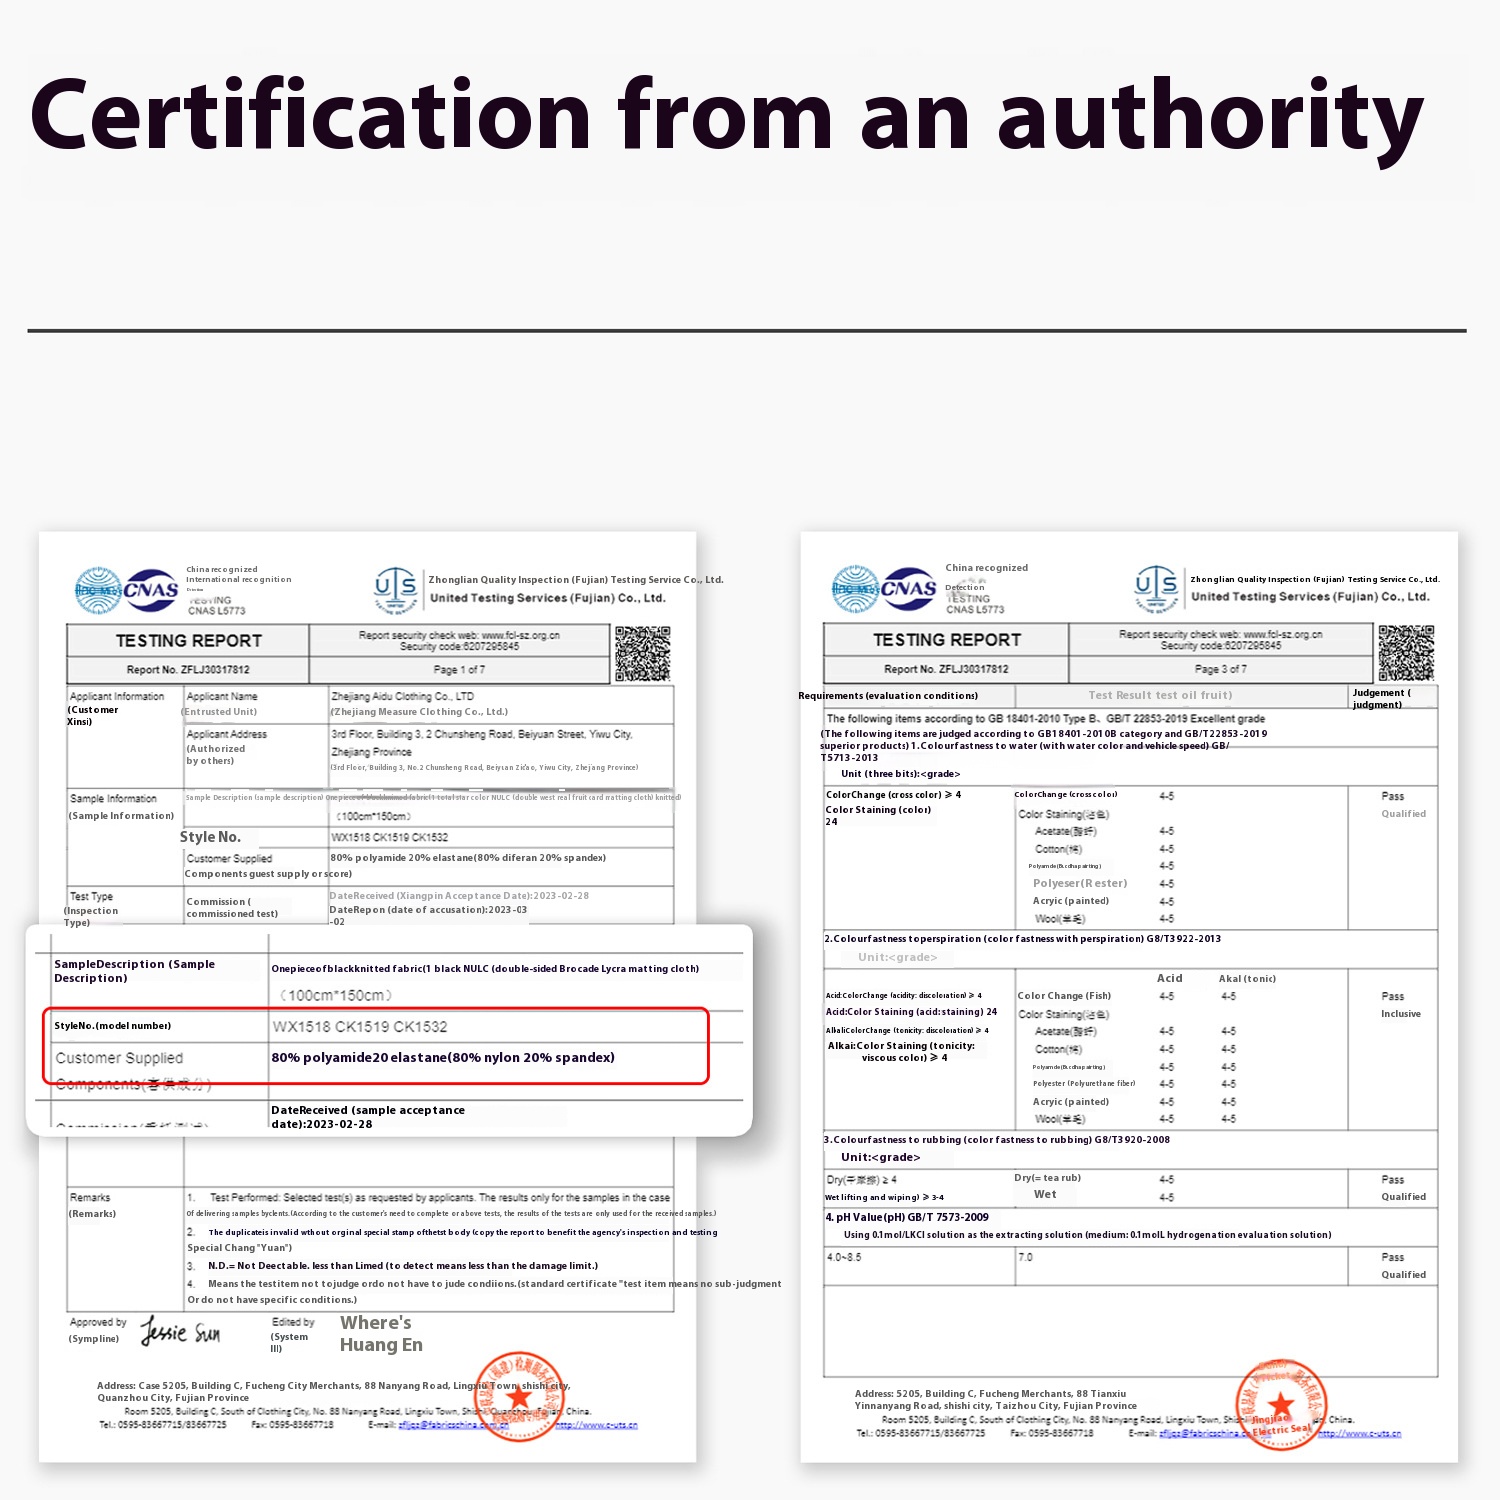 Certification from an authority
CNAS
China recognized
International recognition
TESTING
CNAS L5773
UTS
Zhonglian Quality Inspection (Fujian) Testing Service Co., Ltd.
United Testing Services (Fujian) Co., Ltd.
TESTING REPORT
Report security check web: www.fcl-sz.org.cn
Security code:6207295845
Report No. ZFLJ30317812
Page 1 of 7
Applicant Information
(Customer
Xinsi)
Applicant Name
(Entrusted Unit)
Zhejiang Aidu Clothing Co., LTD
(Zhejiang Measure Clothing Co., Ltd.)
Applicant Address
(Authorized
by others)
3rd Floor, Building 3, 2 Chunsheng Road, Beiyuan Street, Yiwu City,
Zhejiang Province
(3rd Floor, Building 3, No.2 Chunsheng Road, Beiyuan Zidao, Yiwu City, Zhejiang Province)
Sample Information
(Sample Information)
（100cm*150cm）
Style No.
WX1518 CK1519 CK1532
Customer Supplied
Components guest supply or score)
80% polyamide 20% elastane(80% diferan 20% spandex)
Test Type
(Inspection
Type)
Commission (
commissioned test)
DateReceived (Xiangpin Acceptance Date):2023-02-28
DateRepon (date of accusation):2023-03
-02
SampleDescription (Sample
Description)
Onepieceofblackknitted fabric(1 black NULC (double-sided Brocade Lycra matting cloth)
（100cm*150cm）
StyleNo.(model number)
WX1518 CK1519 CK1532
Customer Supplied
Components(客供成分)
80% polyamide20 elastane(80% nylon 20% spandex)
DateReceived (sample acceptance
date):2023-02-28
Remarks
(Remarks)
1. Test Performed: Selected test(s) as requested by applicants. The results only for the samples in the case
Of delivering samples byclents.(According to the customer's need to complete or above tests, the results of the tests are only used for the received samples.)
2. The duplicateis invalid wthout orginal special stamp ofthetst body (copy the report to benefit the agency's inspection and testing
Special Chang "Yuan")
3. N.D.= Not Deectable. less than Limed (to detect means less than the damage limit.)
4. Means the testitem not tojudge ordo not have to jude condiions.(standard certificate "test item means no sub-judgment
Or do not have specific conditions.)
Approved by
(Sympline)
Jessie Sun
Edited by
(System
III)
Where's
Huang En
Address: Case 5205, Building C, Fucheng City Merchants, 88 Nanyang Road, Lingxiu Town, shishi city,
Quanzhou City, Fujian Province
Room 5205, Building C, South of Clothing City, No. 88 Nanyang Road, Lingxiu Town, Shishi, Quanzhou, Fujian, China.
Tel.: 0595-83667715/83667725 Fax: 0595-83667718 E-mail: zfljqz@fabricschina.com.cn http://www.c-uts.cn
CNAS
China recognized
Detection
TESTING
CNAS L5773
UTS
Zhonglian Quality Inspection (Fujian) Testing Service Co., Ltd.
United Testing Services (Fujian) Co., Ltd.
TESTING REPORT
Report security check web: www.fcl-sz.org.cn
Security code:6207295845
Report No. ZFLJ30317812
Page 3 of 7
Requirements (evaluation conditions)
Test Result test oil fruit)
Judgement (
judgment)
The following items according to GB 18401-2010 Type B、GB/T 22853-2019 Excellent grade
(The following items are judged according to GB18401-2010B category and GB/T22853-2019
superior products) 1.Colourfastness to water (with water color and vehicle speed) GB/
T5713-2013
Unit (three bits):<grade>
ColorChange (cross color) ⩾ 4
Color Staining (color)
24
ColorChange (cross color) 4-5
Color Staining(沾色)
Acetate(醋纤) 4-5
Cotton(棉) 4-5
4-5
Polyeser(R ester) 4-5
Acryic (painted) 4-5
Wool(羊毛) 4-5
Pass
Qualified
2.Colourfastness toperspiration (color fastness with perspiration) G8/T3922-2013
Unit:<grade>
Acid Akal (tonic)
Acid:ColorChange (acidity: discoloration) ⩾ 4
Acid:Color Staining (acid:staining) 24
AlkaliColorChange (tonicity: discoloration) ⩾ 4
Alkai:Color Staining (tonicity:
viscous color) ⩾ 4
Color Change (Fish) 4-5 4-5
Color Staining(沾色)
Acetate(醋纤) 4-5 4-5
Cotton(棉) 4-5 4-5
4-5 4-5
Polyester (Polyurethane fiber) 4-5 4-5
Acryic (painted) 4-5 4-5
Wool(羊毛) 4-5 4-5
Pass
Inclusive
3.Colourfastness to rubbing (color fastness to rubbing) G8/T3920-2008
Unit:<grade>
Dry(干摩擦) ≥ 4 Dry(= tea rub) 4-5 Pass
Wet lifting and wiping) ⩾ 3-4 Wet 4-5 Qualified
4. pH Value(pH) GB/T 7573-2009
Using 0.1mol/LKCI solution as the extracting solution (medium: 0.1molL hydrogenation evaluation solution)
4.0~8.5 7.0 Pass
Qualified
Address: 5205, Building C, Fucheng Merchants, 88 Tianxiu
Yinnanyang Road, shishi city, Taizhou City, Fujian Province
Room 5205, Building C, South of Clothing City, No. 88 Nanyang Road, Lingxiu Town, China.
Tel.: 0595-83667715/83667725 Fax: 0595-83667718 E-mail: http://www.c-uts.cn
Jingjiao
Electric Seal